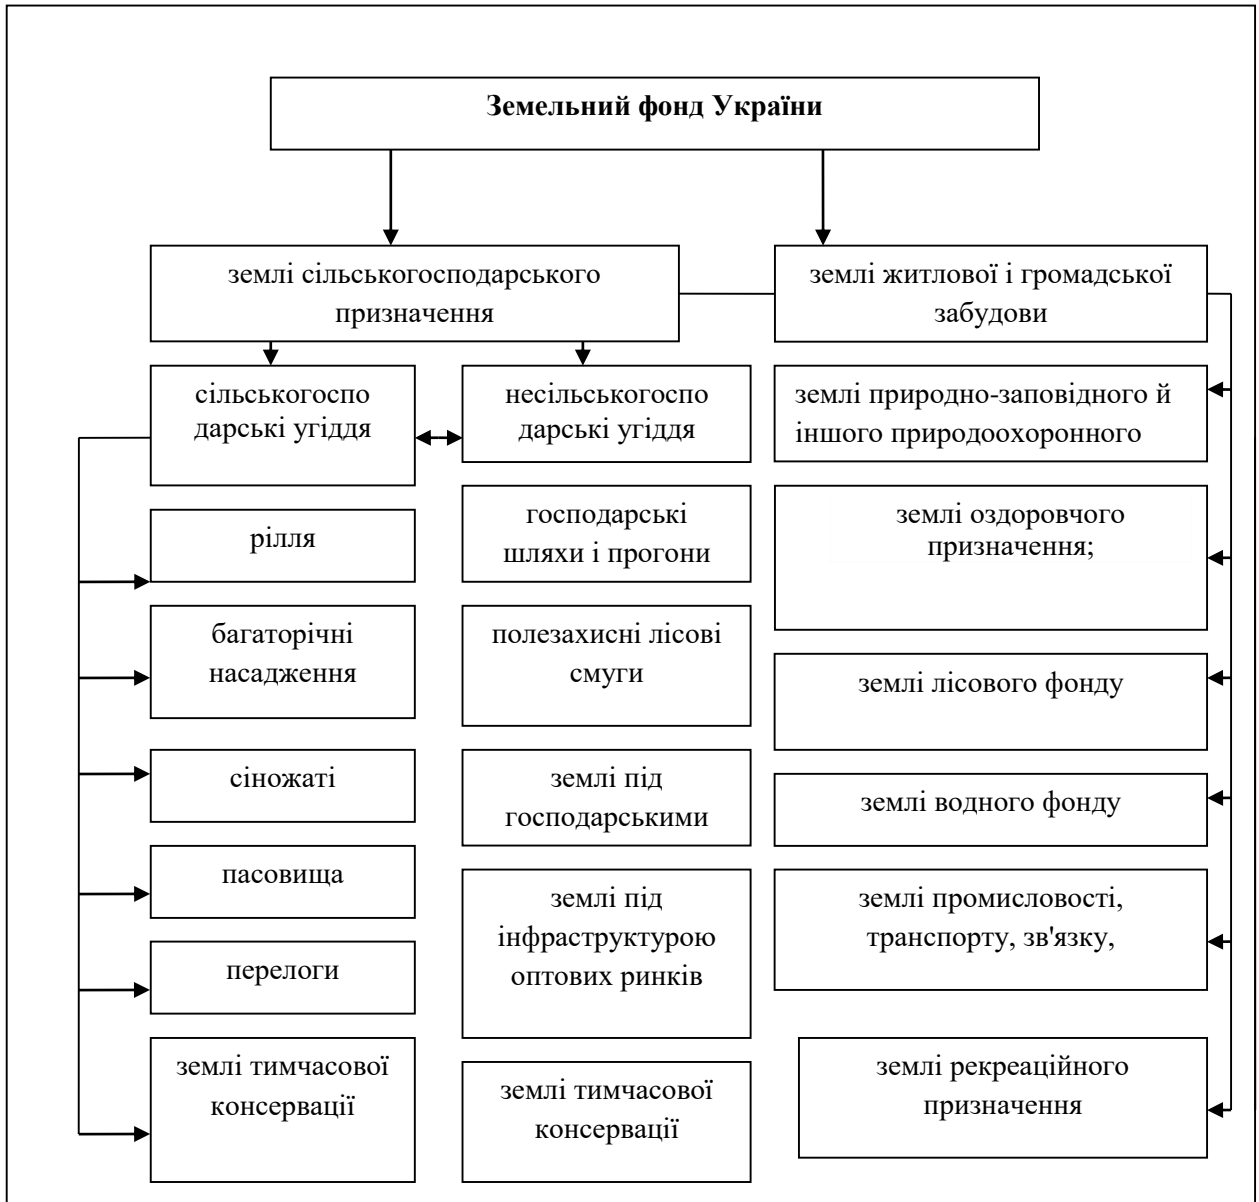 Земельний фонд України
землі сільськогосподарського
призначення
землі житлової і громадської
забудови
сільськогоспо
дарські угіддя
несільськогоспо
дарські угіддя
землі природно-заповідного й
іншого природоохоронного
рілля
господарські
шляхи і прогони
землі оздоровчого
призначення;
багаторічні
насадження
полезахисні лісові
смуги
землі лісового фонду
сіножаті
землі під
господарськими
землі водного фонду
пасовища
землі під
інфраструктурою
оптових ринків
землі промисловості,
транспорту, зв'язку,
перелоги
землі тимчасової
консервації
землі тимчасової
консервації
землі рекреаційного
призначення